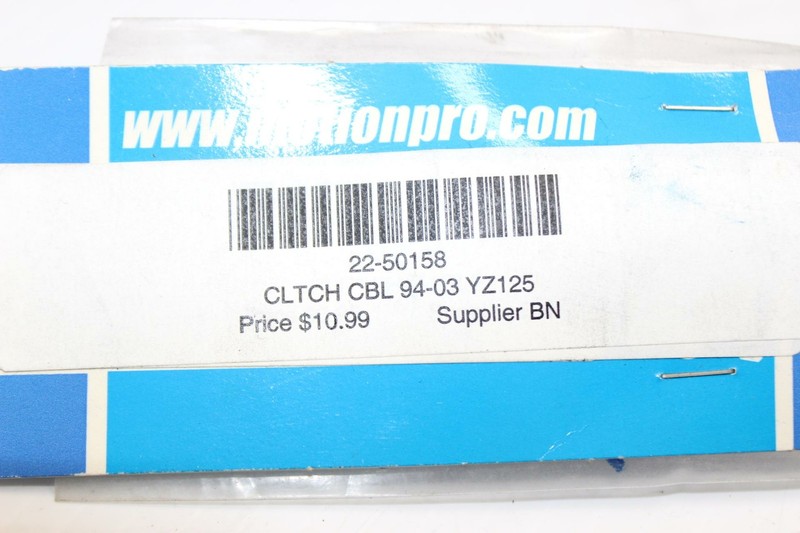 www.motionpro.com
22-50158
CLTCH CBL 94-03 YZ125
Price $10.99 Supplier BN